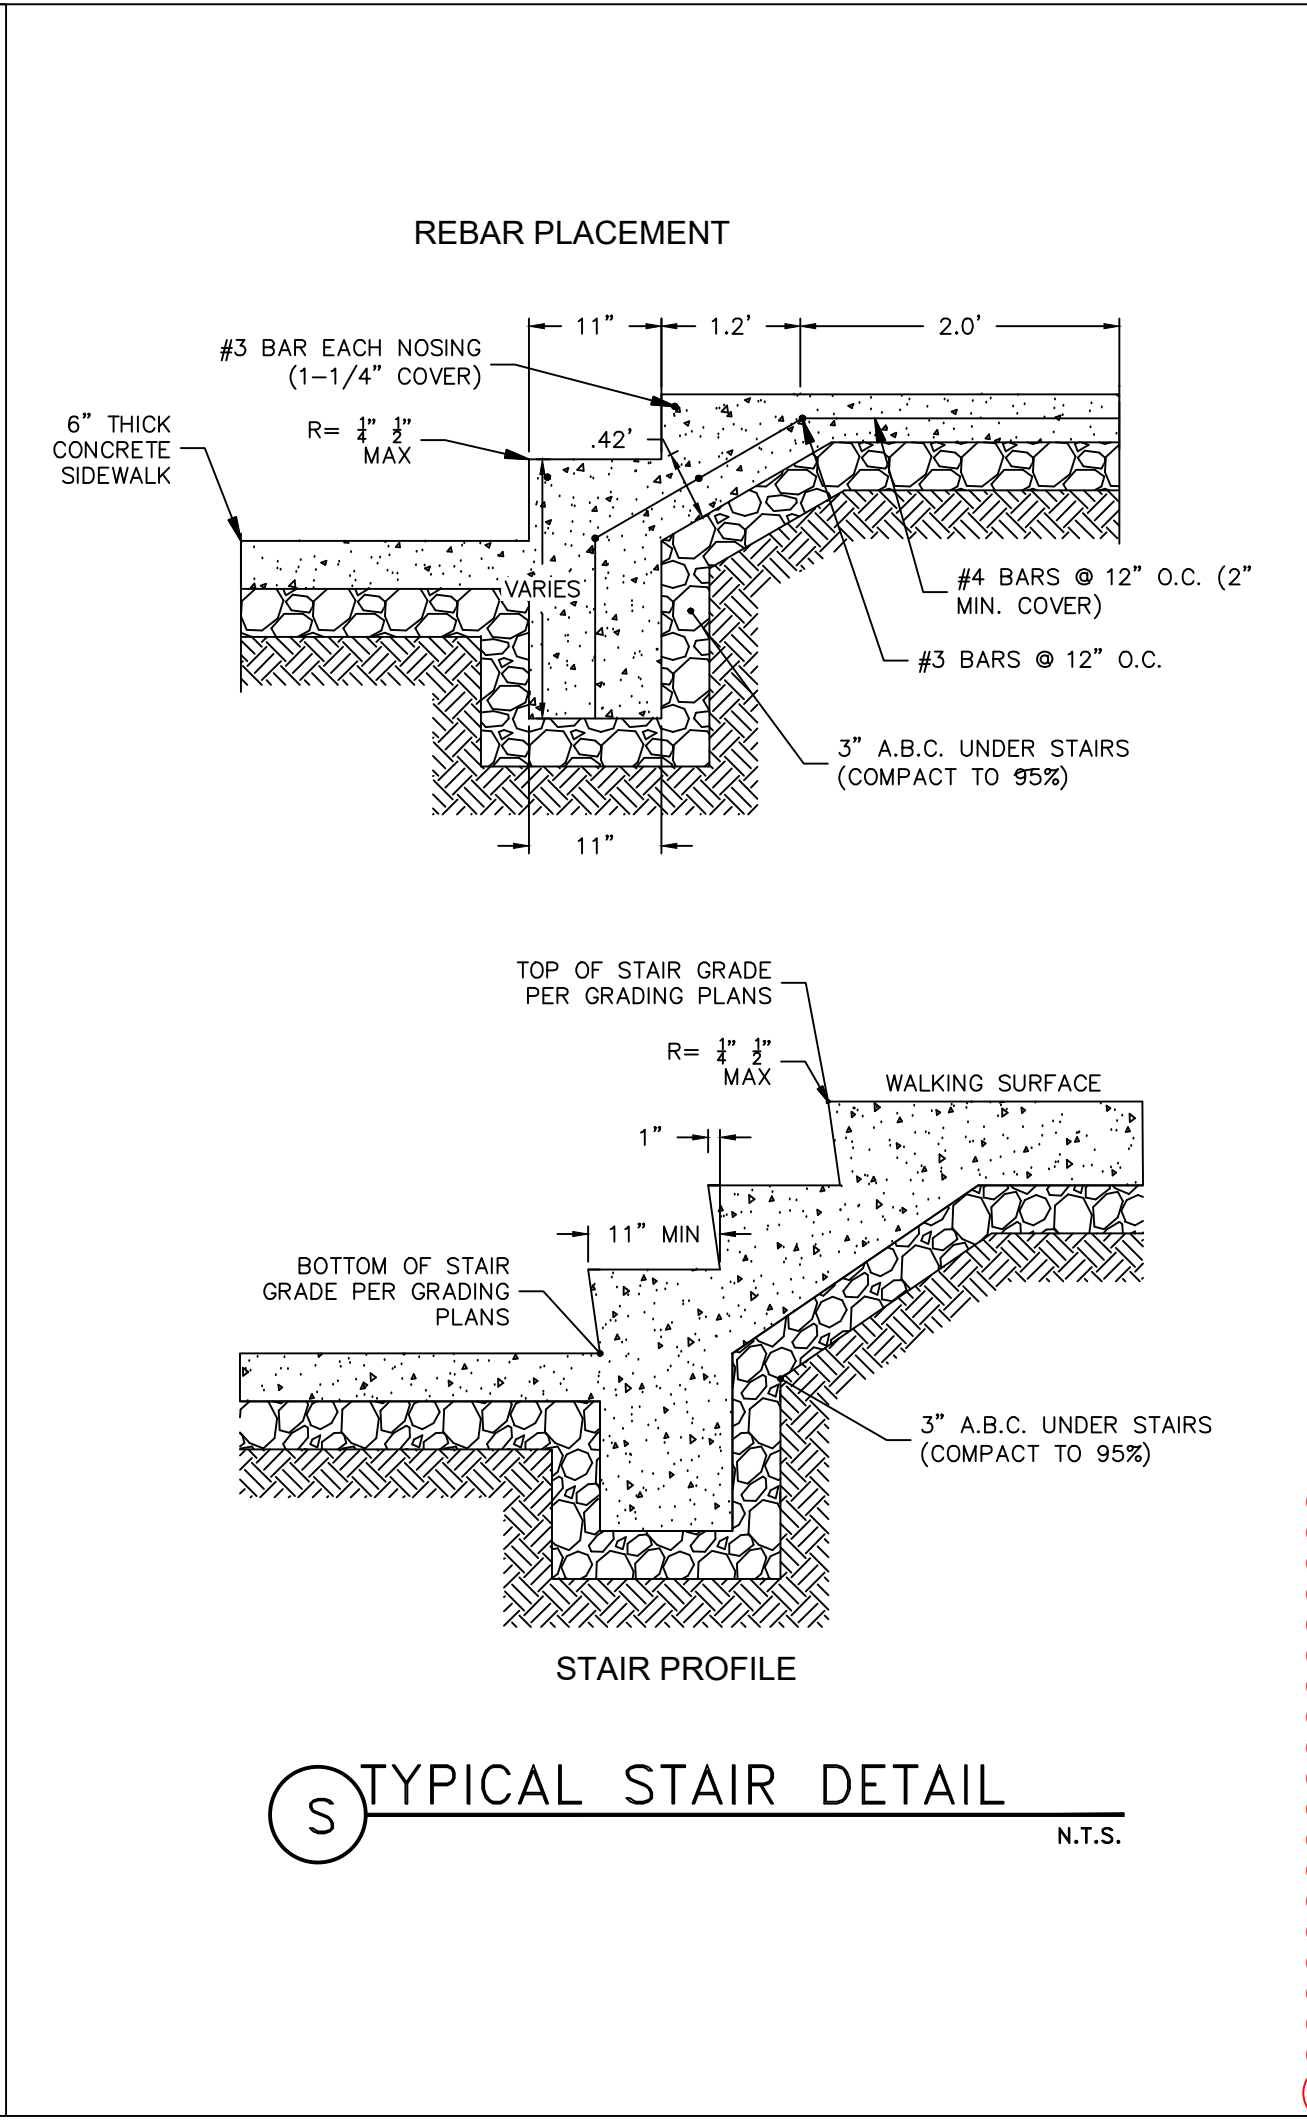 REBAR PLACEMENT
11” 1.2’ 2.0’
#3 BAR EACH NOSING
(1-1/4” COVER)
6” THICK
CONCRETE
SIDEWALK
R= 1/4” 1/2”
MAX
.42’
VARIES
#4 BARS @ 12” O.C. (2”
MIN. COVER)
#3 BARS @ 12” O.C.
3” A.B.C. UNDER STAIRS
(COMPACT TO 95%)
11”
TOP OF STAIR GRADE
PER GRADING PLANS
R= 1/4” 1/2”
MAX
WALKING SURFACE
1”
11” MIN
BOTTOM OF STAIR
GRADE PER GRADING
PLANS
3” A.B.C. UNDER STAIRS
(COMPACT TO 95%)
STAIR PROFILE
S TYPICAL STAIR DETAIL
N.T.S.